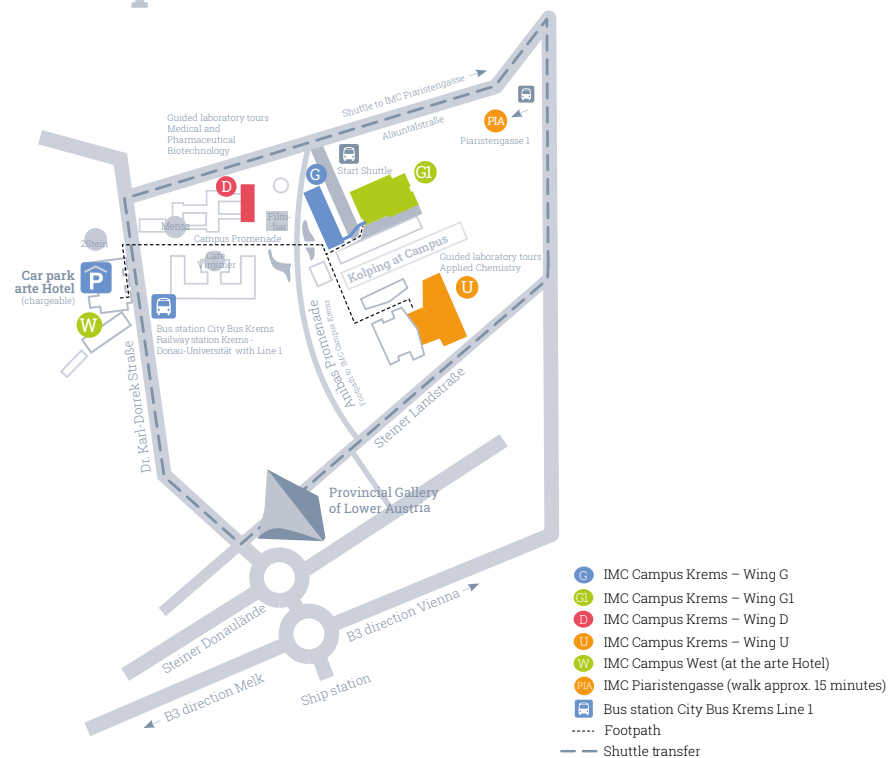 Shuttle to IMC Piaristengasse
Alauntalstraße
PIA
Piaristengasse 1
Guided laboratory tours
Medical and
Pharmaceutical
Biotechnology
Start Shuttle
G
G1
D
Mensa
Film-
bar
Campus Promenade
2Stein
Café
Virginier
Kolping at Campus
Guided laboratory tours
Applied Chemistry
U
Car park
arte Hotel
(chargeable)
P
W
Bus station City Bus Krems
Railway station Krems -
Donau-Universität with Line 1
Anibas Promenade
Footpath to IMC Campus Krems
Dr. Karl-Dorrek Straße
Steiner Landstraße
Provincial Gallery
of Lower Austria
Steiner Donaulände
B3 direction Vienna
B3 direction Melk
Ship station
G IMC Campus Krems – Wing G
G1 IMC Campus Krems – Wing G1
D IMC Campus Krems – Wing D
U IMC Campus Krems – Wing U
W IMC Campus West (at the arte Hotel)
PIA IMC Piaristengasse (walk approx. 15 minutes)
Bus station City Bus Krems Line 1
Footpath
Shuttle transfer